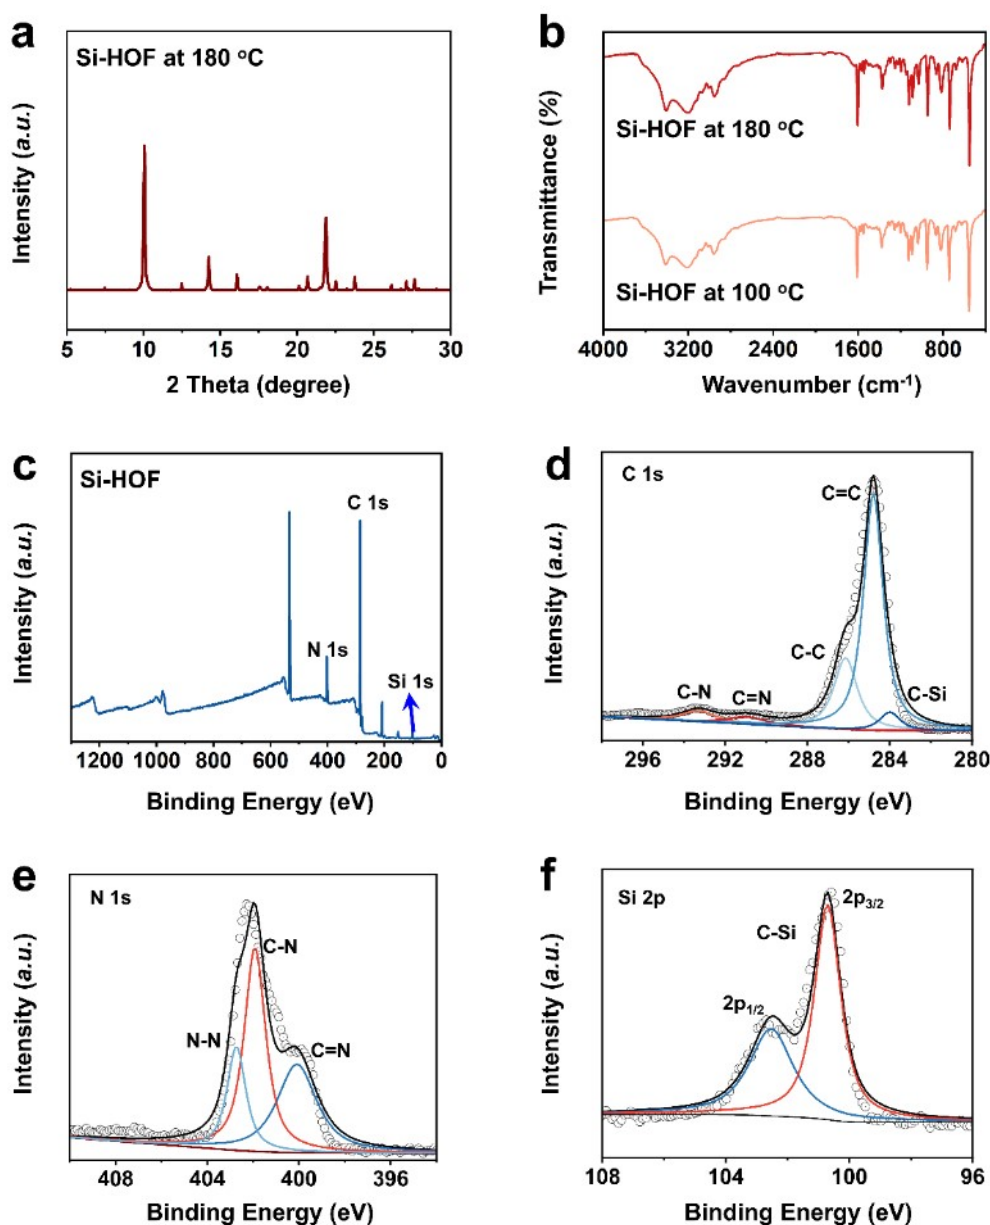 a
Si-HOF at 180 °C
Intensity (a.u.)
5 10 15 20 25 30
2 Theta (degree)
b
Si-HOF at 180 °C
Si-HOF at 100 °C
Transmittance (%)
4000 3200 2400 1600 800
Wavenumber (cm⁻¹)
c
Si-HOF
C 1s
N 1s
Si 1s
Intensity (a.u.)
1200 1000 800 600 400 200 0
Binding Energy (eV)
d
C 1s
C=C
C-C
C-Si
C-N
C=N
Intensity (a.u.)
296 292 288 284 280
Binding Energy (eV)
e
N 1s
C-N
N-N
C=N
Intensity (a.u.)
408 404 400 396
Binding Energy (eV)
f
Si 2p
2p₃/₂
C-Si
2p₁/₂
Intensity (a.u.)
108 104 100 96
Binding Energy (eV)